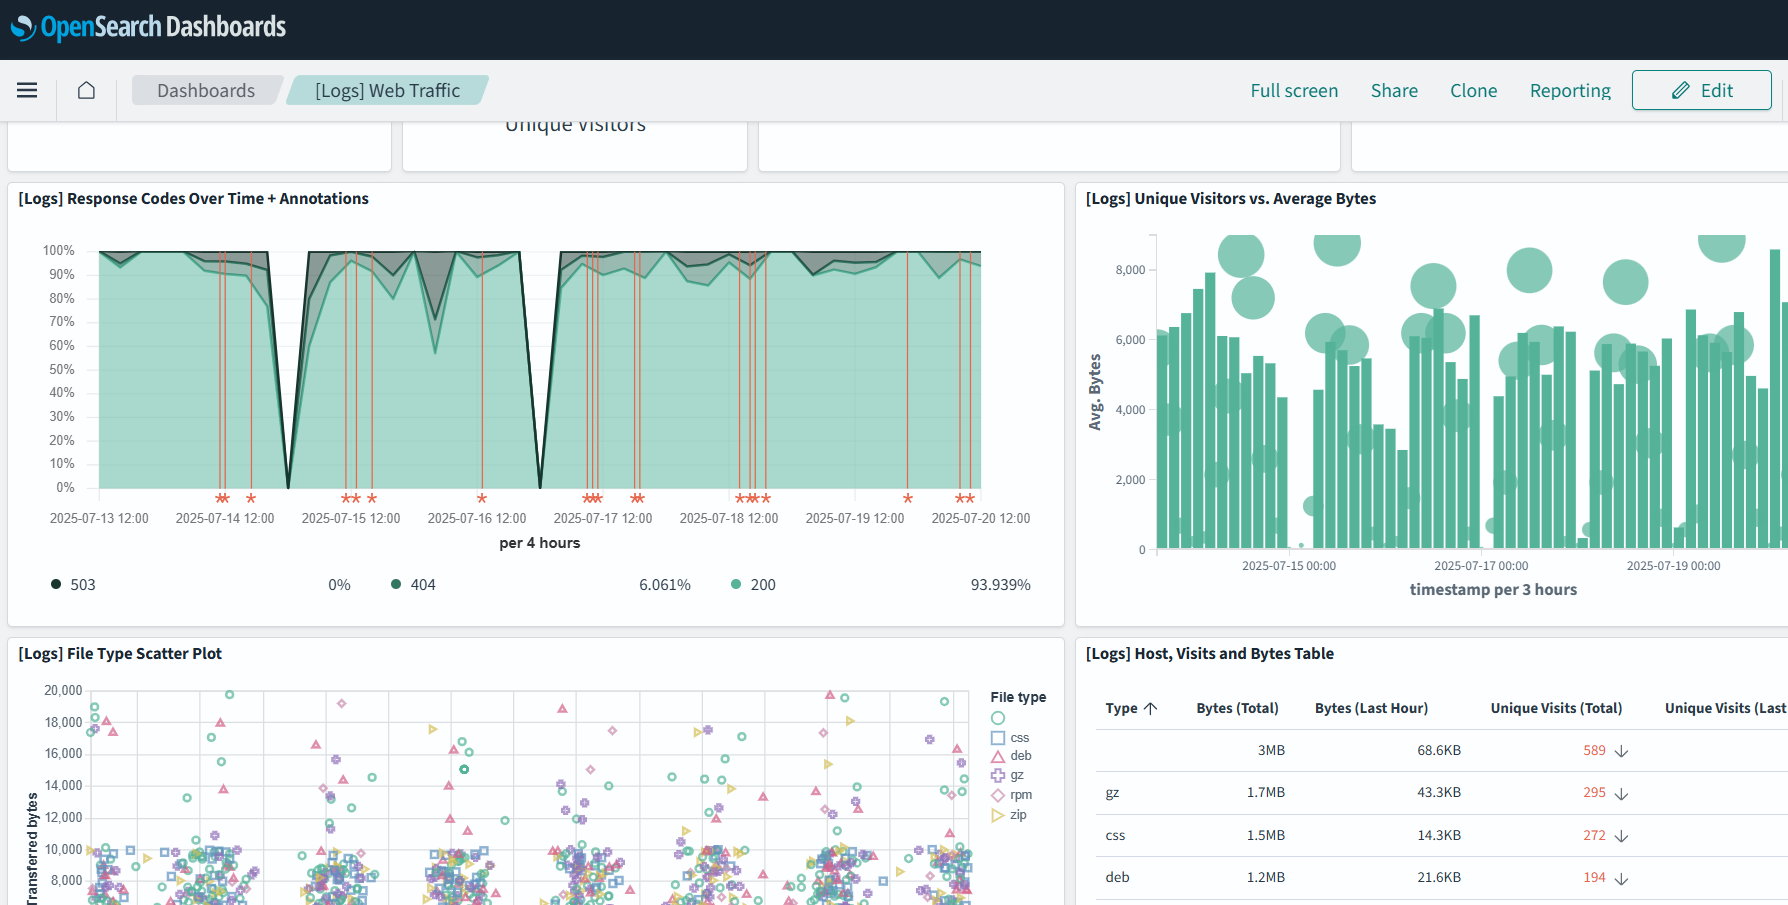 OpenSearch Dashboards
Dashboards
[Logs] Web Traffic
Full screen
Share
Clone
Reporting
Edit
Unique Visitors
[Logs] Response Codes Over Time + Annotations
100%
90%
80%
70%
60%
50%
40%
30%
20%
10%
0%
2025-07-13 12:00
2025-07-14 12:00
2025-07-15 12:00
2025-07-16 12:00
2025-07-17 12:00
2025-07-18 12:00
2025-07-19 12:00
2025-07-20 12:00
per 4 hours
503 0%
404 6.061%
200 93.939%
[Logs] Unique Visitors vs. Average Bytes
Avg. Bytes
8,000
6,000
4,000
2,000
0
2025-07-15 00:00
2025-07-17 00:00
2025-07-19 00:00
timestamp per 3 hours
[Logs] File Type Scatter Plot
Transferred bytes
20,000
18,000
16,000
14,000
12,000
10,000
8,000
File type
css
deb
gz
rpm
zip
[Logs] Host, Visits and Bytes Table
Type Bytes (Total) Bytes (Last Hour) Unique Visits (Total) Unique Visits (Last
3MB 68.6KB 589
gz 1.7MB 43.3KB 295
css 1.5MB 14.3KB 272
deb 1.2MB 21.6KB 194